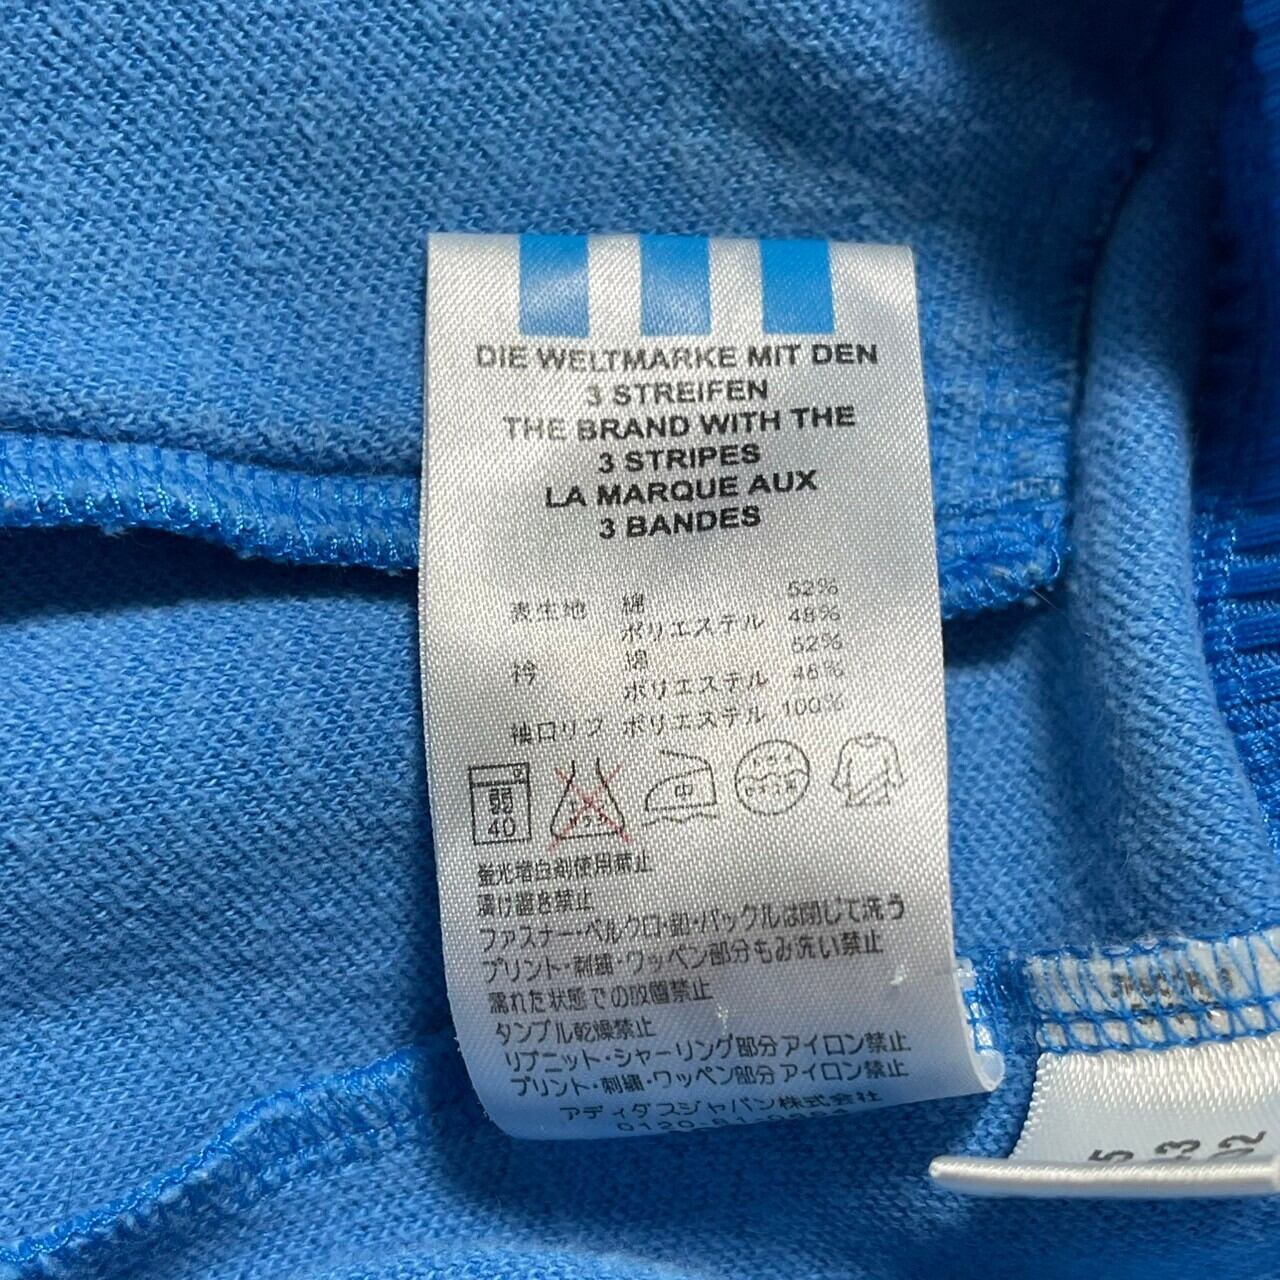 DIE WELTMARKE MIT DEN
3 STREIFEN
THE BRAND WITH THE
3 STRIPES
LA MARQUE AUX
3 BANDES
表生地 綿 52%
ポリエステル 48%
衿 綿 52%
ポリエステル 48%
袖口リブ ポリエステル 100%
弱
40
中
蛍光増白剤使用禁止
漬け置き禁止
ファスナー・ベルクロ・釦・バックルは閉じて洗う
プリント・刺繍・ワッペン部分もみ洗い禁止
濡れた状態での放置禁止
タンブル乾燥禁止
リブニット・シャーリング部分アイロン禁止
プリント・刺繍・ワッペン部分アイロン禁止
アディダスジャパン株式会社